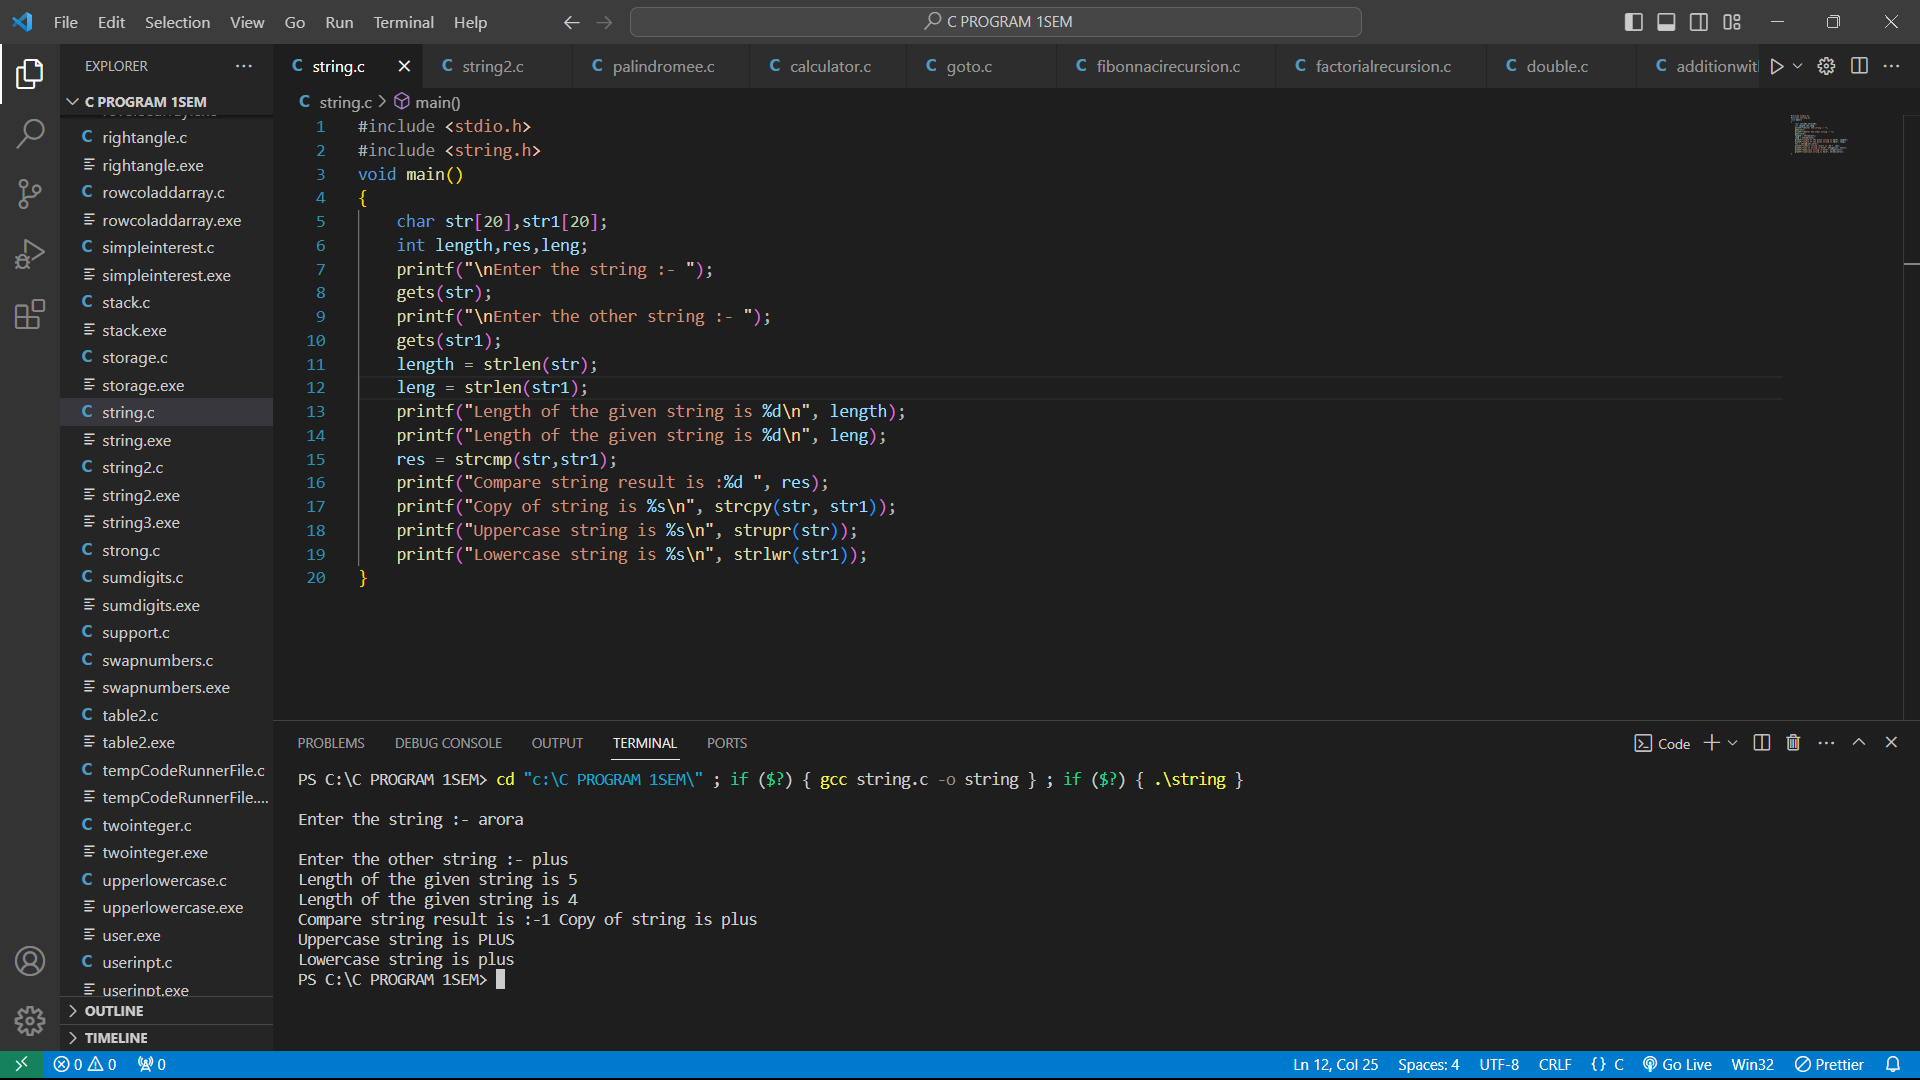 File Edit Selection View Go Run Terminal Help
C PROGRAM 1SEM
EXPLORER
C PROGRAM 1SEM
C rightangle.c
rightangle.exe
C rowcoladdarray.c
rowcoladdarray.exe
C simpleinterest.c
simpleinterest.exe
C stack.c
stack.exe
C storage.c
storage.exe
C string.c
string.exe
C string2.c
string2.exe
string3.exe
C strong.c
C sumdigits.c
sumdigits.exe
C support.c
C swapnumbers.c
swapnumbers.exe
C table2.c
table2.exe
C tempCodeRunnerFile.c
tempCodeRunnerFile....
C twointeger.c
twointeger.exe
C upperlowercase.c
upperlowercase.exe
user.exe
C userinpt.c
userinpt.exe
OUTLINE
TIMELINE
C string.c C string2.c C palindromee.c C calculator.c C goto.c C fibonnacirecursion.c C factorialrecursion.c C double.c C additionwit
C string.c > main()
1 #include <stdio.h>
2 #include <string.h>
3 void main()
4 {
5 char str[20],str1[20];
6 int length,res,leng;
7 printf("\nEnter the string :- ");
8 gets(str);
9 printf("\nEnter the other string :- ");
10 gets(str1);
11 length = strlen(str);
12 leng = strlen(str1);
13 printf("Length of the given string is %d\n", length);
14 printf("Length of the given string is %d\n", leng);
15 res = strcmp(str,str1);
16 printf("Compare string result is :%d ", res);
17 printf("Copy of string is %s\n", strcpy(str, str1));
18 printf("Uppercase string is %s\n", strupr(str));
19 printf("Lowercase string is %s\n", strlwr(str1));
20 }
PROBLEMS DEBUG CONSOLE OUTPUT TERMINAL PORTS
Code
PS C:\C PROGRAM 1SEM> cd "c:\C PROGRAM 1SEM\" ; if ($?) { gcc string.c -o string } ; if ($?) { .\string }
Enter the string :- arora
Enter the other string :- plus
Length of the given string is 5
Length of the given string is 4
Compare string result is :-1 Copy of string is plus
Uppercase string is PLUS
Lowercase string is plus
PS C:\C PROGRAM 1SEM>
0 0 0
Ln 12, Col 25 Spaces: 4 UTF-8 CRLF {} C Go Live Win32 Prettier